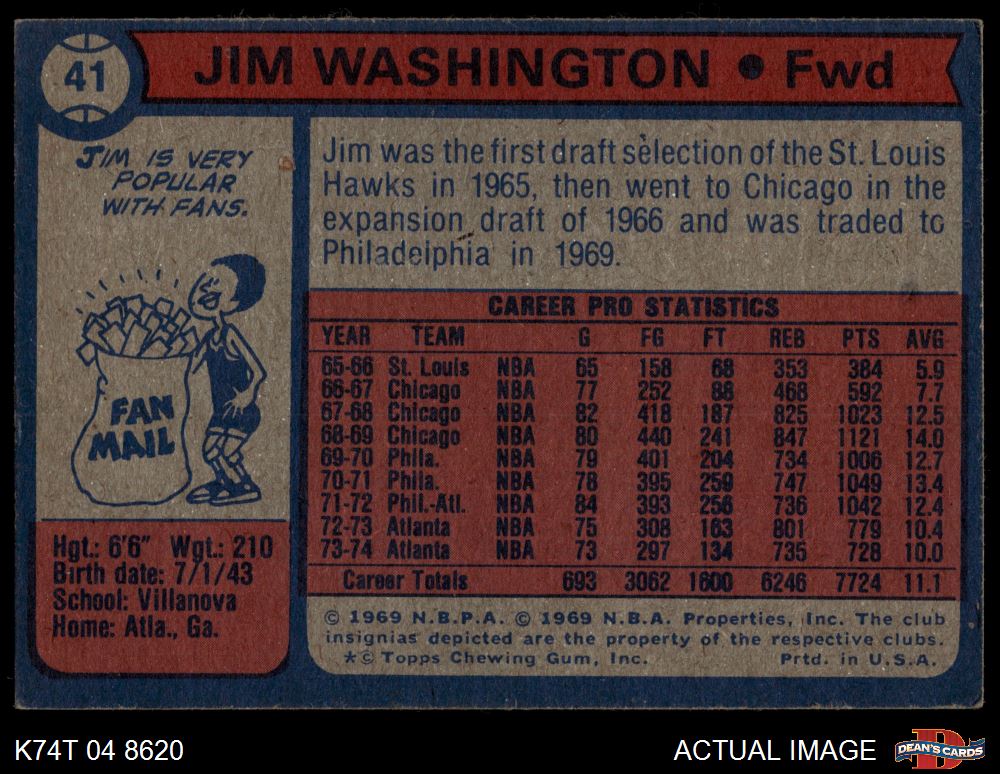 41
JIM WASHINGTON ● Fwd
JIM IS VERY
POPULAR
WITH FANS.
FAN
MAIL
Hgt.: 6'6" Wgt.: 210
Birth date: 7/1/43
School: Villanova
Home: Atla., Ga.
Jim was the first draft selection of the St. Louis
Hawks in 1965, then went to Chicago in the
expansion draft of 1966 and was traded to
Philadelphia in 1969.
CAREER PRO STATISTICS
YEAR TEAM G FG FT REB PTS AVG
65-66 St. Louis NBA 65 158 68 353 384 5.9
66-67 Chicago NBA 77 252 88 468 592 7.7
67-68 Chicago NBA 82 418 187 825 1023 12.5
68-69 Chicago NBA 80 440 241 847 1121 14.0
69-70 Phila. NBA 79 401 204 734 1006 12.7
70-71 Phila. NBA 78 395 259 747 1049 13.4
71-72 Phil.-Atl. NBA 84 393 256 736 1042 12.4
72-73 Atlanta NBA 75 308 163 801 779 10.4
73-74 Atlanta NBA 73 297 134 735 728 10.0
Career Totals 693 3062 1600 6246 7724 11.1
© 1969 N.B.P.A. © 1969 N.B.A. Properties, Inc. The club
insignias depicted are the property of the respective clubs.
*© Topps Chewing Gum, Inc. Prtd. in U.S.A.
K74T 04 8620
ACTUAL IMAGE
DEAN'S CARDS